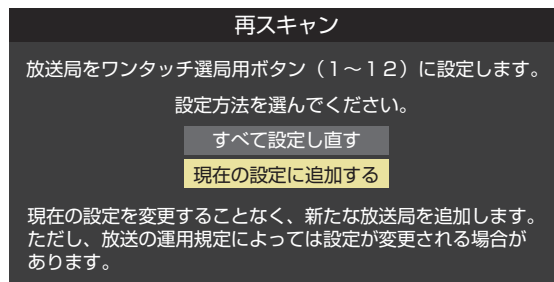 再スキャン
放送局をワンタッチ選局用ボタン（１～１２）に設定します。
設定方法を選んでください。
すべて設定し直す
現在の設定に追加する
現在の設定を変更することなく、新たな放送局を追加します。
ただし、放送の運用規定によっては設定が変更される場合が
あります。